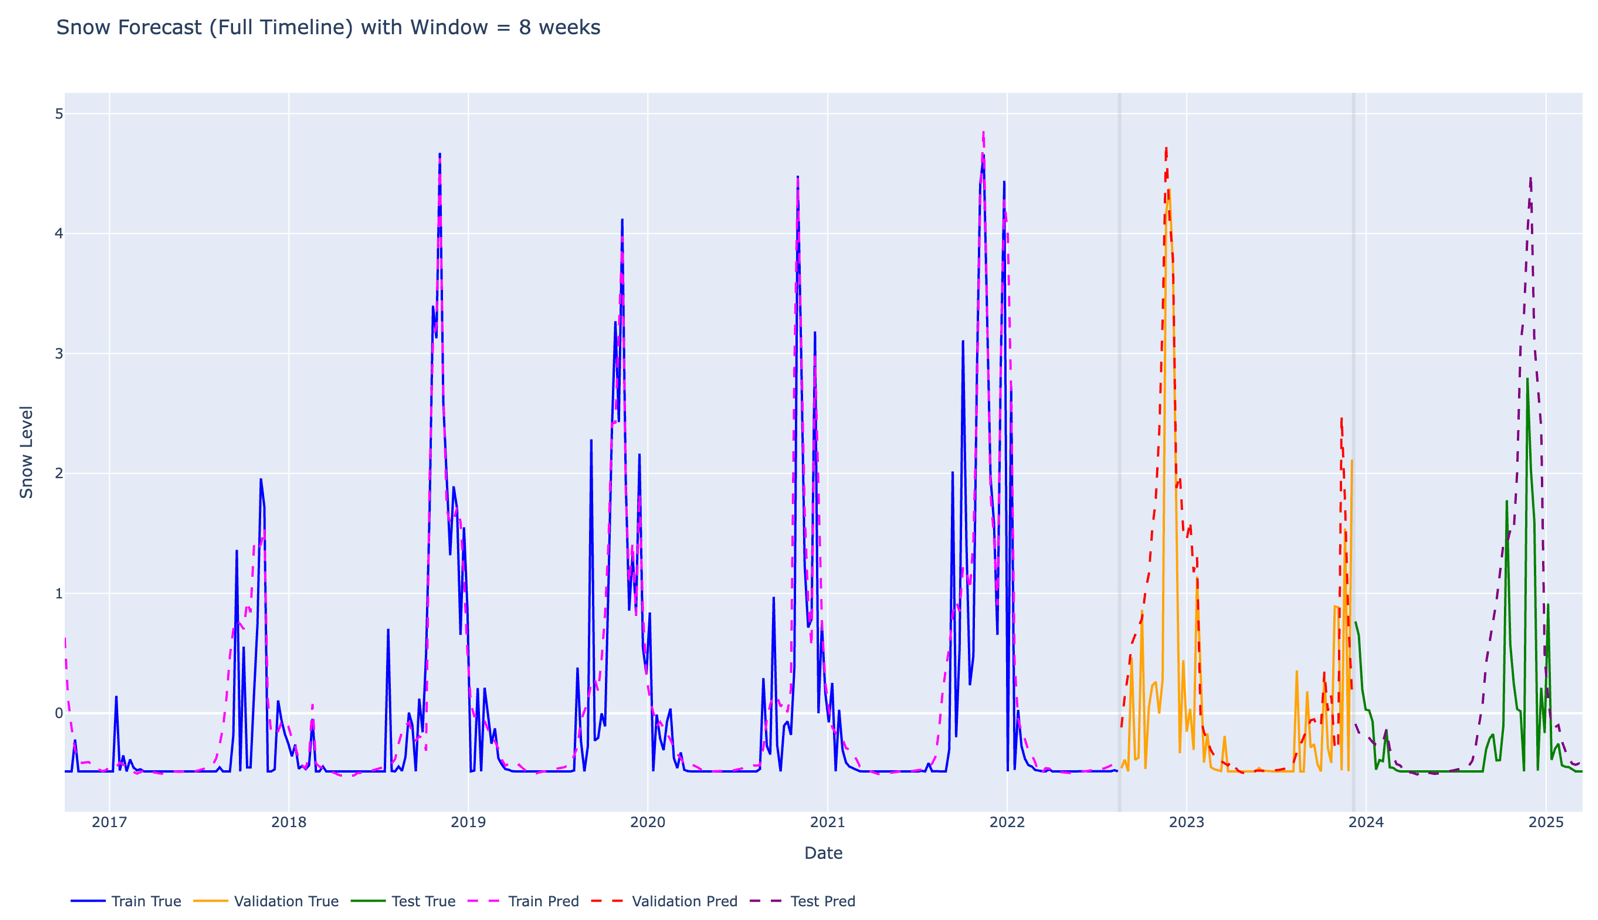 Snow Forecast (Full Timeline) with Window = 8 weeks
5
4
3
2
1
0
Snow Level
2017 2018 2019 2020 2021 2022 2023 2024 2025
Date
Train True Validation True Test True Train Pred Validation Pred Test Pred